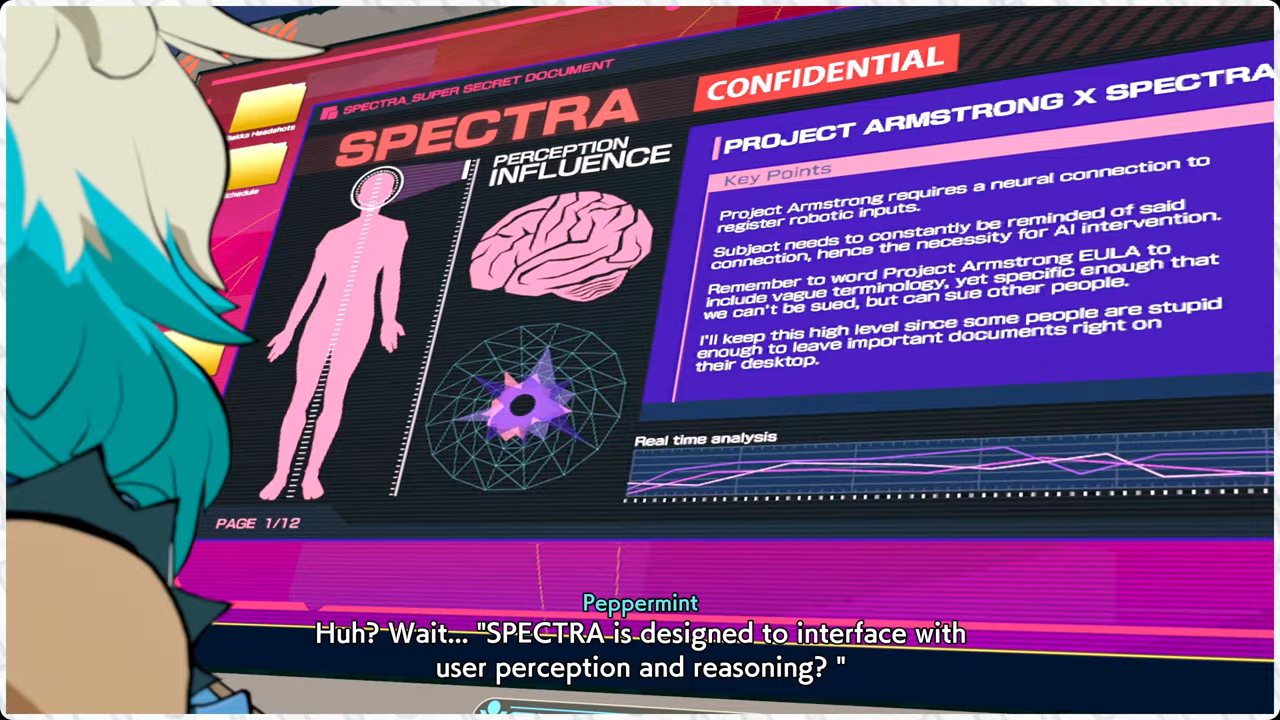 SPECTRA_SUPER SECRET DOCUMENT
CONFIDENTIAL
SPECTRA
PERCEPTION
INFLUENCE
PROJECT ARMSTRONG X SPECTRA
Key Points
Project Armstrong requires a neural connection to
register robotic inputs.
Subject needs to constantly be reminded of said
connection, hence the necessity for AI intervention.
Remember to word Project Armstrong EULA to
include vague terminology, yet specific enough that
we can't be sued, but can sue other people.
I'll keep this high level since some people are stupid
enough to leave important documents right on
their desktop.
Headshots
Real time analysis
PAGE 1/12
Peppermint
Huh? Wait... "SPECTRA is designed to interface with
user perception and reasoning? "